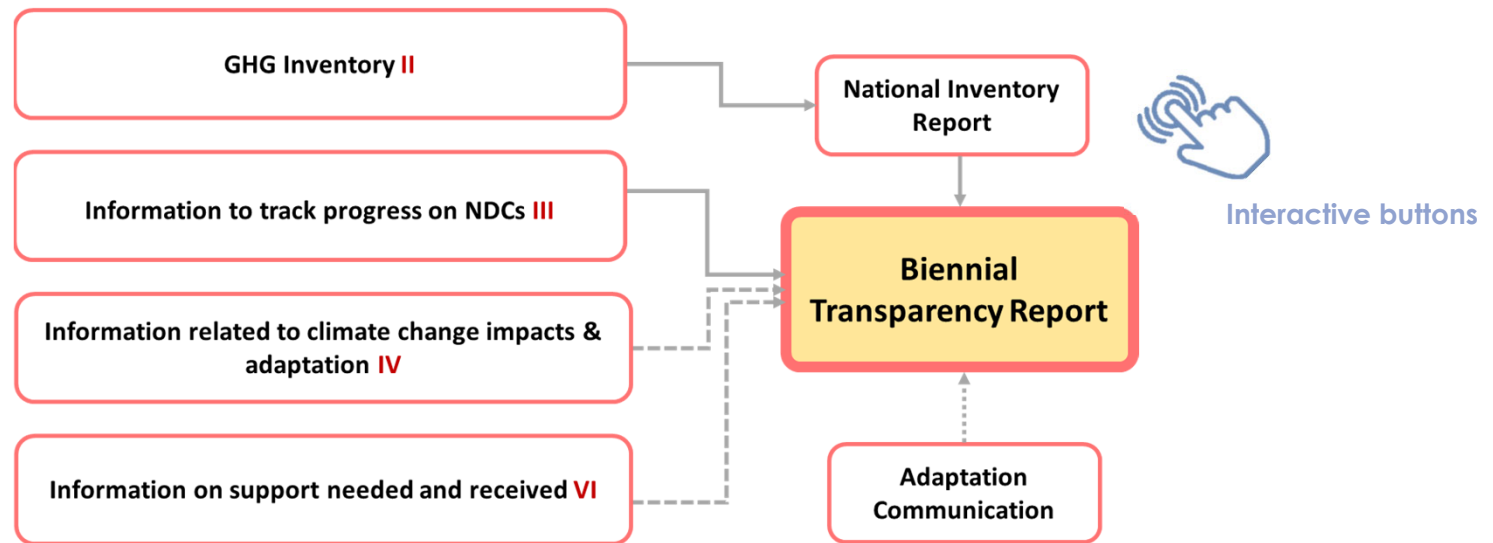 GHG Inventory II
National Inventory
Report
Information to track progress on NDCs III
Interactive buttons
Biennial
Transparency Report
Information related to climate change impacts &
adaptation IV
Information on support needed and received VI
Adaptation
Communication